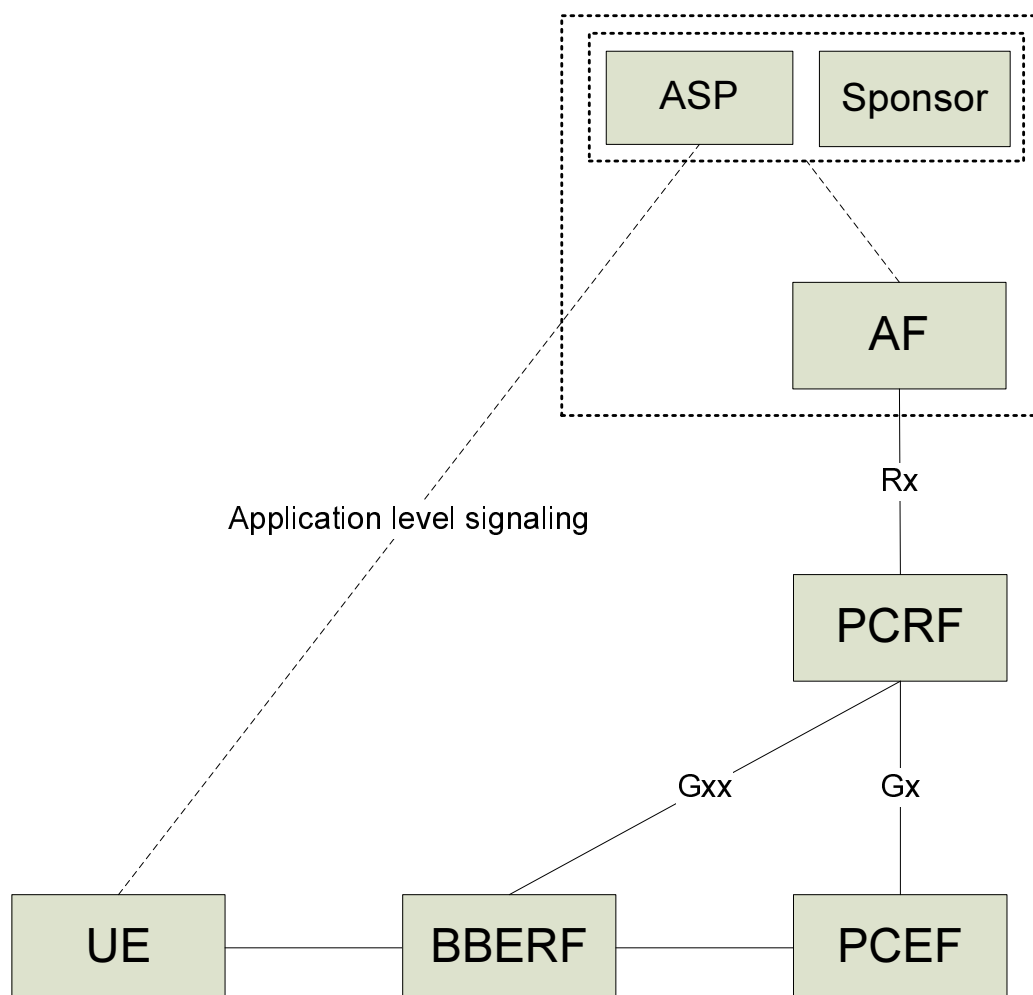 ASP
Sponsor
AF
Rx
Application level signaling
PCRF
Gxx
Gx
UE
BBERF
PCEF